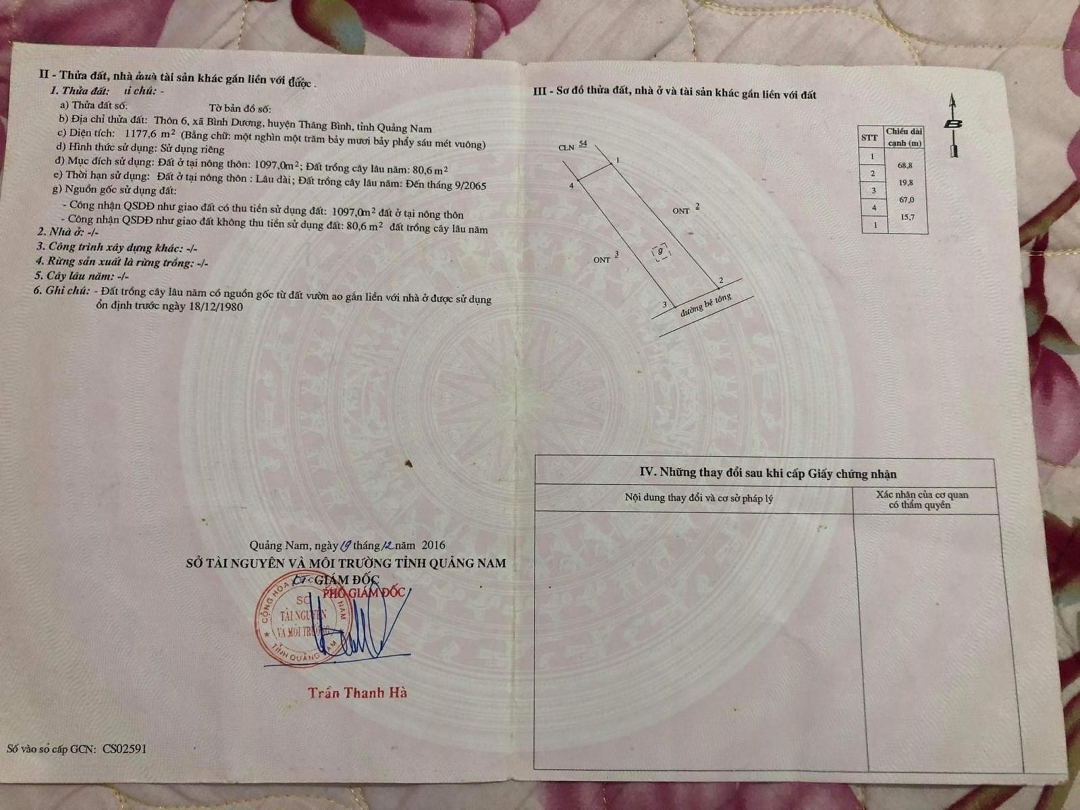 II - Thửa đất, nhà ở và tài sản khác gắn liền với được .
1. Thửa đất: ii chú: -
a) Thửa đất số: Tờ bản đồ số:
b) Địa chỉ thửa đất: Thôn 6, xã Bình Dương, huyện Thăng Bình, tỉnh Quảng Nam
c) Diện tích: 1177,6 m² (Bằng chữ: một nghìn một trăm bảy mươi bảy phẩy sáu mét vuông)
d) Hình thức sử dụng: Sử dụng riêng
đ) Mục đích sử dụng: Đất ở tại nông thôn: 1097,0m²; Đất trồng cây lâu năm: 80,6 m²
e) Thời hạn sử dụng: Đất ở tại nông thôn : Lâu dài; Đất trồng cây lâu năm: Đến tháng 9/2065
g) Nguồn gốc sử dụng đất:
- Công nhận QSDĐ như giao đất có thu tiền sử dụng đất: 1097,0m² đất ở tại nông thôn
- Công nhận QSDĐ như giao đất không thu tiền sử dụng đất: 80,6 m² đất trồng cây lâu năm
2. Nhà ở: -/-
3. Công trình xây dựng khác: -/-
4. Rừng sản xuất là rừng trồng: -/-
5. Cây lâu năm: -/-
6. Ghi chú: - Đất trồng cây lâu năm có nguồn gốc từ đất vườn ao gắn liền với nhà ở được sử dụng
ổn định trước ngày 18/12/1980
Quảng Nam, ngày 19 tháng 12 năm 2016
SỞ TÀI NGUYÊN VÀ MÔI TRƯỜNG TỈNH QUẢNG NAM
GIÁM ĐỐC
PHÓ GIÁM ĐỐC
CỘNG HÒA NAM
SỞ
TÀI NGUYÊN
VÀ MÔI TRƯỜNG
TỈNH QUẢNG NAM
Trần Thanh Hà
Số vào sổ cấp GCN: CS02591
III - Sơ đồ thửa đất, nhà ở và tài sản khác gắn liền với đất
B
CLN 54
1
4
ONT 2
ONT 3
9
2
3
đường bê tông
STT Chiều dài cạnh (m)
1
68,8
2
19,8
3
67,0
4
15,7
1
IV. Những thay đổi sau khi cấp Giấy chứng nhận
Nội dung thay đổi và cơ sở pháp lý
Xác nhận của cơ quan
có thẩm quyền